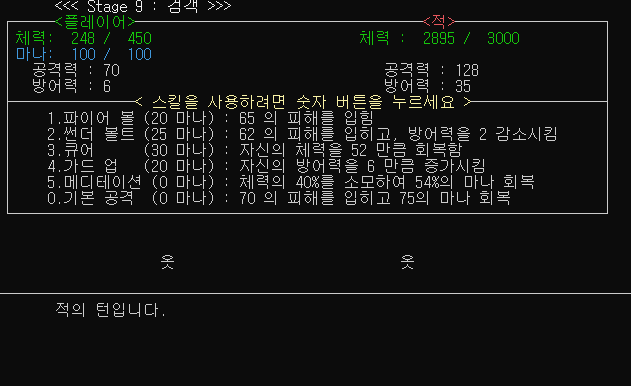 <<< Stage 9 : 검객 >>>
<플레이어> <적>
체력: 248 / 450 체력 : 2895 / 3000
마나: 100 / 100
공격력 : 70 공격력 : 128
방어력 : 6 방어력 : 35
< 스킬을 사용하려면 숫자 버튼을 누르세요 >
1.파이어 볼 (20 마나) : 65 의 피해를 입힘
2.썬더 볼트 (25 마나) : 62 의 피해를 입히고, 방어력을 2 감소시킴
3.큐어 (30 마나) : 자신의 체력을 52 만큼 회복함
4.가드 업 (20 마나) : 자신의 방어력을 6 만큼 증가시킴
5.메디테이션 (0 마나) : 체력의 40%를 소모하여 54%의 마나 회복
0.기본 공격 (0 마나) : 70 의 피해를 입히고 75의 마나 회복
옷 옷
적의 턴입니다.